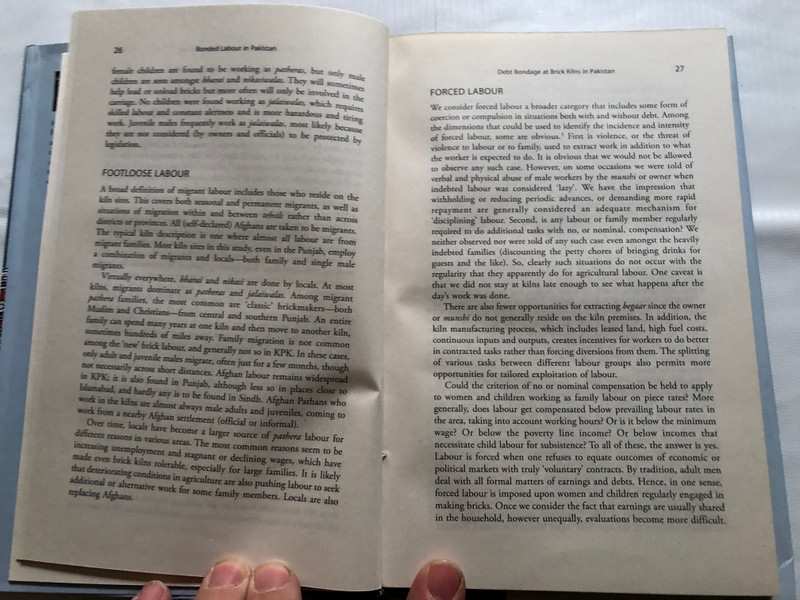 26
Bonded Labour in Pakistan
female children are found to be working as patheras, but only male
children are seen amongst bharai and nikasiwalas. They will sometimes
help load or unload bricks but more often will only be involved in the
carriage. No children were found working as jalaiwalas, which requires
skilled labour and constant alertness and is more hazardous and tiring
work. Juvenile males frequently work as jalaiwalas, most likely because
they are not considered (by owners and officials) to be protected by
legislation.
FOOTLOOSE LABOUR
A broad definition of migrant labour includes those who reside on the
kiln sites. This covers both seasonal and permanent migrants, as well as
situations of migration within and between tehsils rather than across
districts or provinces. All (self-declared) Afghans are taken to be migrants.
The typical kiln description is one where almost all labour are from
migrant families. Most kiln sites in this study, even in the Punjab, employ
a combination of migrants and locals—both family and single male
migrants.
Virtually everywhere, bharai and nikasi are done by locals. At most
kilns, migrants dominate as patheras and jalaiwalas. Among migrant
pathera families, the most common are 'classic' brickmakers—both
Muslim and Christians—from central and southern Punjab. An entire
family can spend many years at one kiln and then move to another kiln,
sometimes hundreds of miles away. Family migration is not common
among the 'new' brick labour, and generally not so in KPK. In these cases,
only adult and juvenile males migrate, often just for a few months, though
not necessarily across short distances. Afghan labour remains widespread
in KPK; it is also found in Punjab, although less so in places close to
Islamabad, and hardly any is to be found in Sindh. Afghan Pathans who
work in the kilns are almost always male adults and juveniles, coming to
work from a nearby Afghan settlement (official or informal).
Over time, locals have become a larger source of pathera labour for
different reasons in various areas. The most common reasons seem to be
increasing unemployment and stagnant or declining wages, which have
made even brick kilns tolerable, especially for large families. It is likely
that deteriorating conditions in agriculture are also pushing labour to seek
additional or alternative work for some family members. Locals are also
replacing Afghans.
Debt Bondage at Brick Kilns in Pakistan
27
FORCED LABOUR
We consider forced labour a broader category that includes some form of
coercion or compulsion in situations both with and without debt. Among
the dimensions that could be used to identify the incidence and intensity
of forced labour, some are obvious.¹ First is violence, or the threat of
violence to labour or to family, used to extract work in addition to what
the worker is expected to do. It is obvious that we would not be allowed
to observe any such case. However, on some occasions we were told of
verbal and physical abuse of male workers by the munshi or owner when
indebted labour was considered 'lazy'. We have the impression that
withholding or reducing periodic advances, or demanding more rapid
repayment are generally considered an adequate mechanism for
'disciplining' labour. Second, is any labour or family member regularly
required to do additional tasks with no, or nominal, compensation? We
neither observed nor were told of any such case even amongst the heavily
indebted families (discounting the petty chores of bringing drinks for
guests and the like). So, clearly such situations do not occur with the
regularity that they apparently do for agricultural labour. One caveat is
that we did not stay at kilns late enough to see what happens after the
day's work was done.
There are also fewer opportunities for extracting begaar since the owner
or munshi do not generally reside on the kiln premises. In addition, the
kiln manufacturing process, which includes leased land, high fuel costs,
continuous inputs and outputs, creates incentives for workers to do better
in contracted tasks rather than forcing diversions from them. The splitting
of various tasks between different labour groups also permits more
opportunities for tailored exploitation of labour.
Could the criterion of no or nominal compensation be held to apply
to women and children working as family labour on piece rates? More
generally, does labour get compensated below prevailing labour rates in
the area, taking into account working hours? Or is it below the minimum
wage? Or below the poverty line income? Or below incomes that
necessitate child labour for subsistence? To all of these, the answer is yes.
Labour is forced when one refuses to equate outcomes of economic or
political markets with truly 'voluntary' contracts. By tradition, adult men
deal with all formal matters of earnings and debts. Hence, in one sense,
forced labour is imposed upon women and children regularly engaged in
making bricks. Once we consider the fact that earnings are usually shared
in the household, however unequally, evaluations become more difficult.